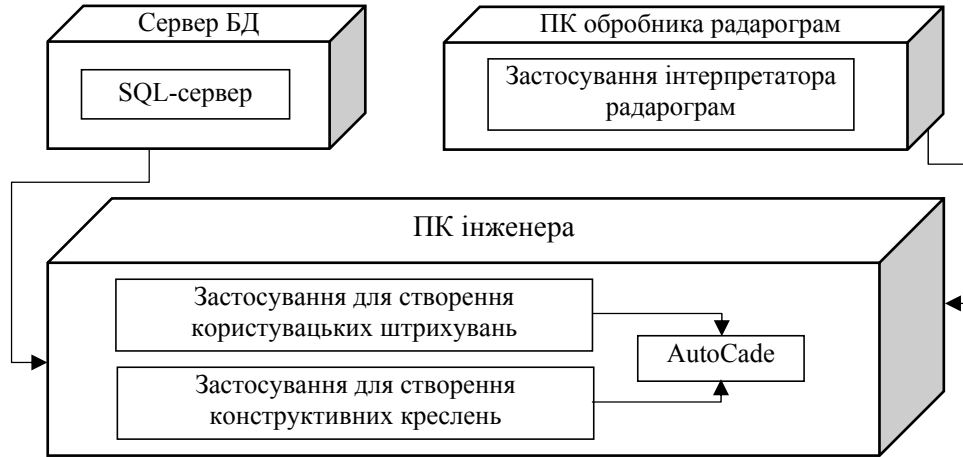 Сервер БД
SQL-сервер
ПК обробника радарограм
Застосування інтерпретатора
радарограм
ПК інженера
Застосування для створення
користувацьких штрихувань
AutoCade
Застосування для створення
конструктивних креслень